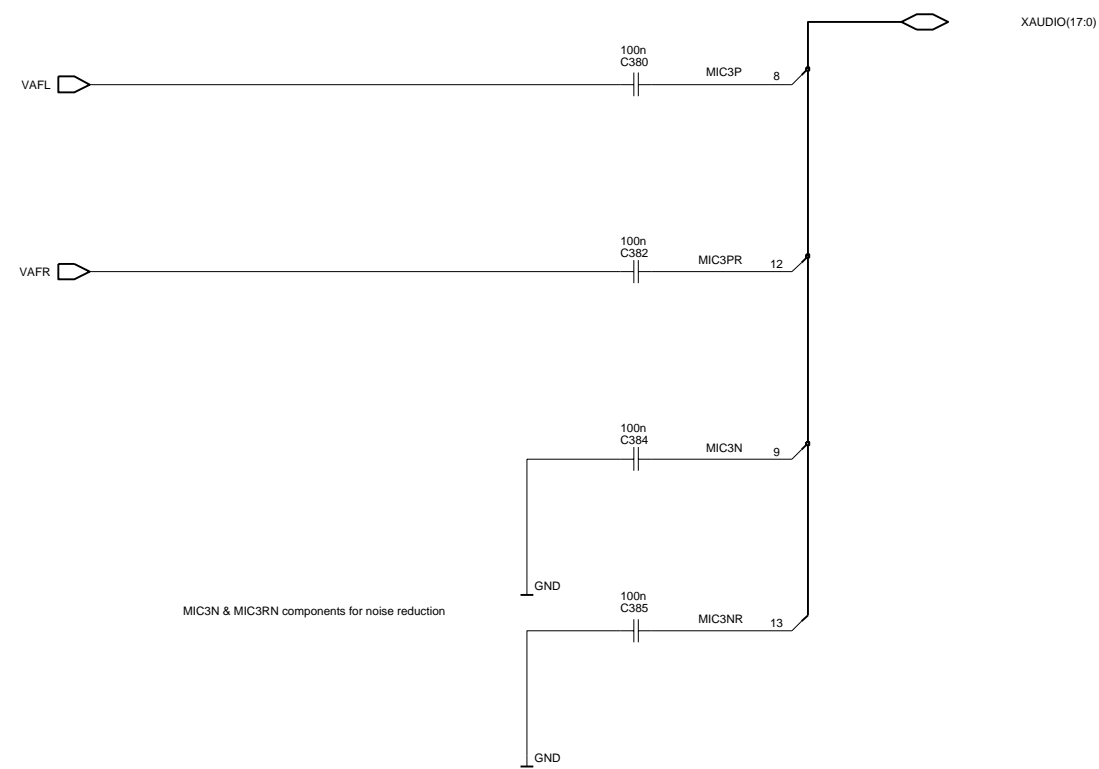 XAUDIO(17:0)
100n
C380
VAFL
MIC3P
8
100n
C382
VAFR
MIC3PR
12
100n
C384
MIC3N
9
GND
MIC3N & MIC3RN components for noise reduction
100n
C385
MIC3NR
13
GND